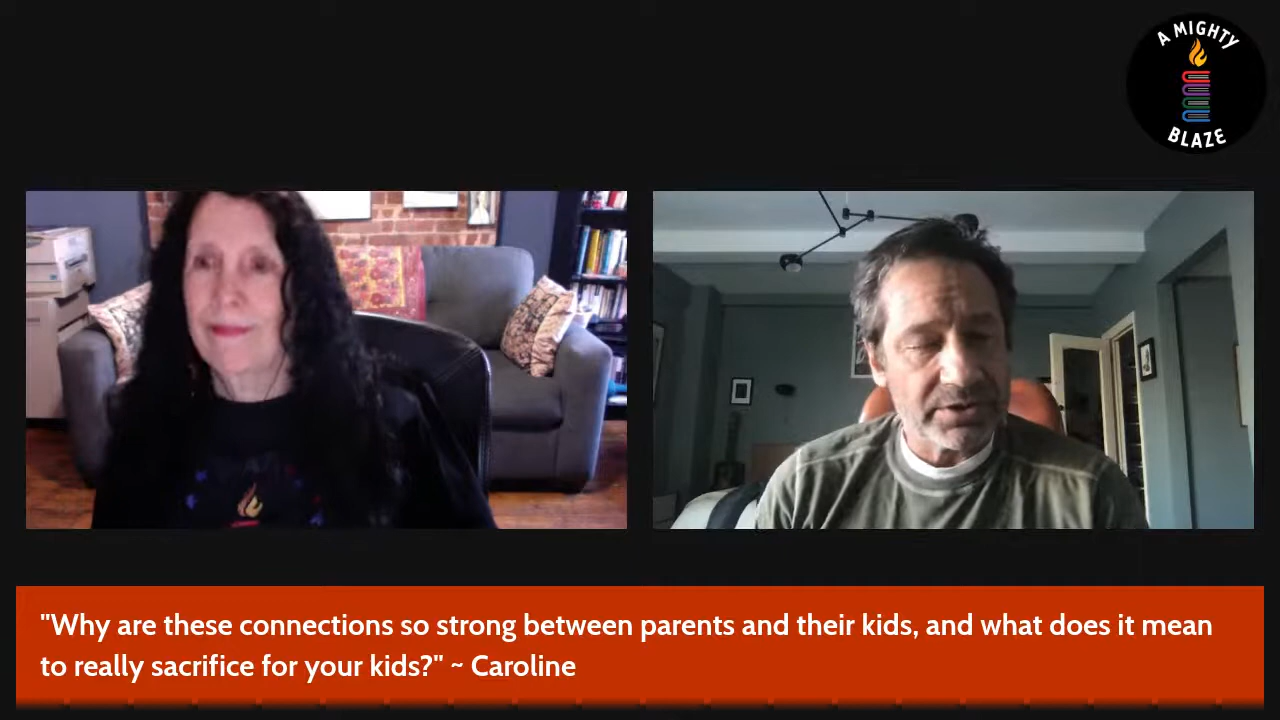 A MIGHTY
BLAZE
"Why are these connections so strong between parents and their kids, and what does it mean
to really sacrifice for your kids?" ~ Caroline